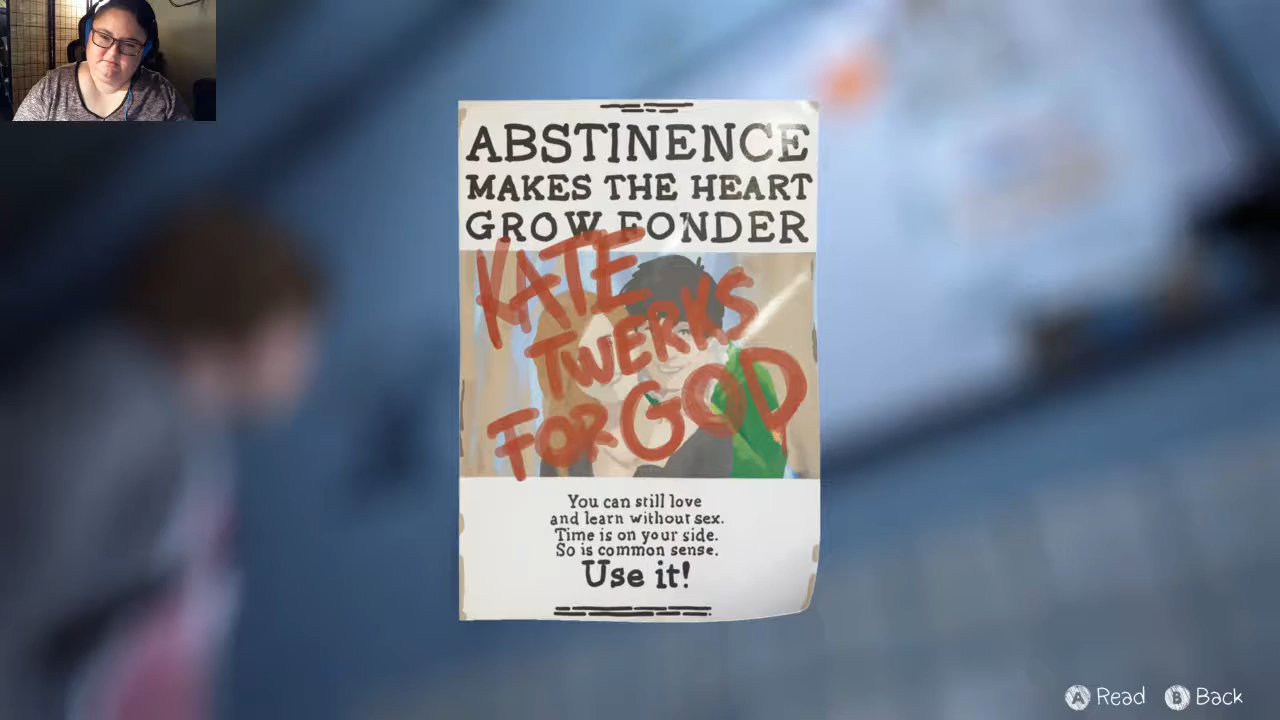 ABSTINENCE
MAKES THE HEART
GROW FONDER
KATE
TWERKS
FOR GOD
You can still love
and learn without sex.
Time is on your side.
So is common sense.
Use it!
A Read B Back